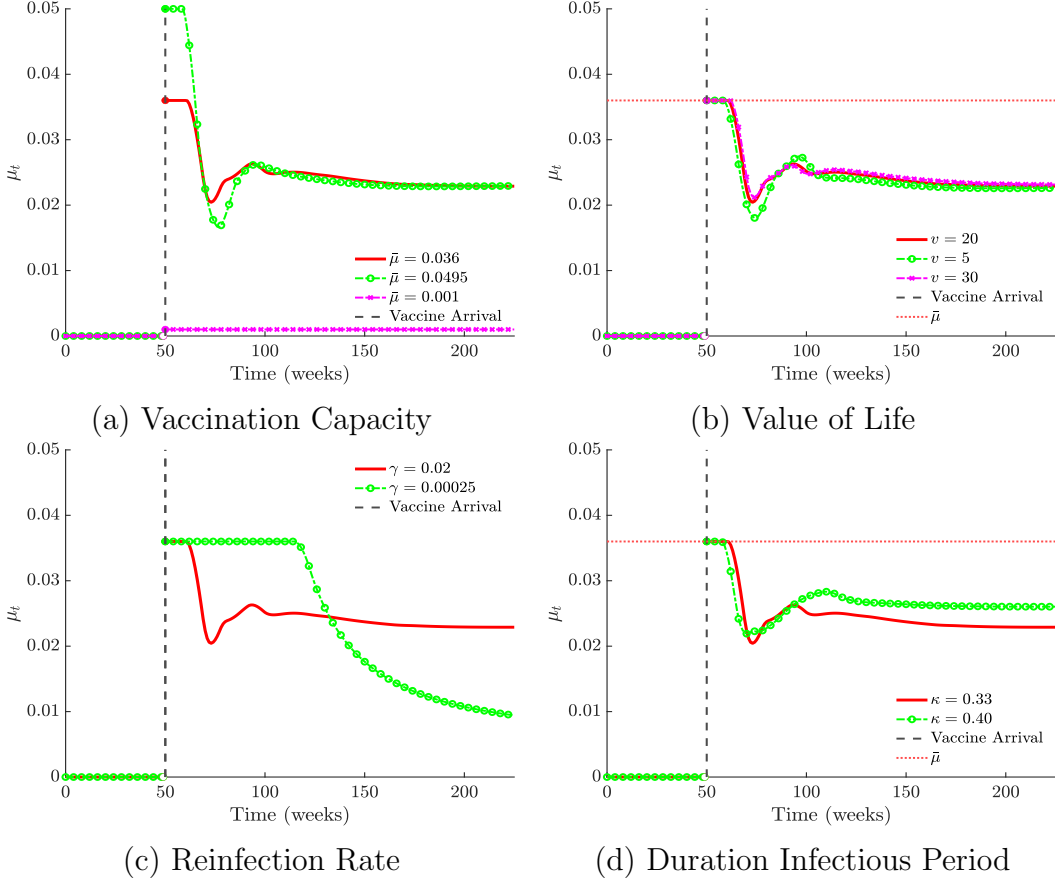 0.05
0.04
0.03
0.02
0.01
0
μ_t
μ̄ = 0.036
μ̄ = 0.0495
μ̄ = 0.001
Vaccine Arrival
0 50 100 150 200
Time (weeks)
(a) Vaccination Capacity
0.05
0.04
0.03
0.02
0.01
0
μ_t
v = 20
v = 5
v = 30
Vaccine Arrival
μ̄
0 50 100 150 200
Time (weeks)
(b) Value of Life
0.05
0.04
0.03
0.02
0.01
0
μ_t
γ = 0.02
γ = 0.00025
Vaccine Arrival
0 50 100 150 200
Time (weeks)
(c) Reinfection Rate
0.05
0.04
0.03
0.02
0.01
0
μ_t
κ = 0.33
κ = 0.40
Vaccine Arrival
μ̄
0 50 100 150 200
Time (weeks)
(d) Duration Infectious Period